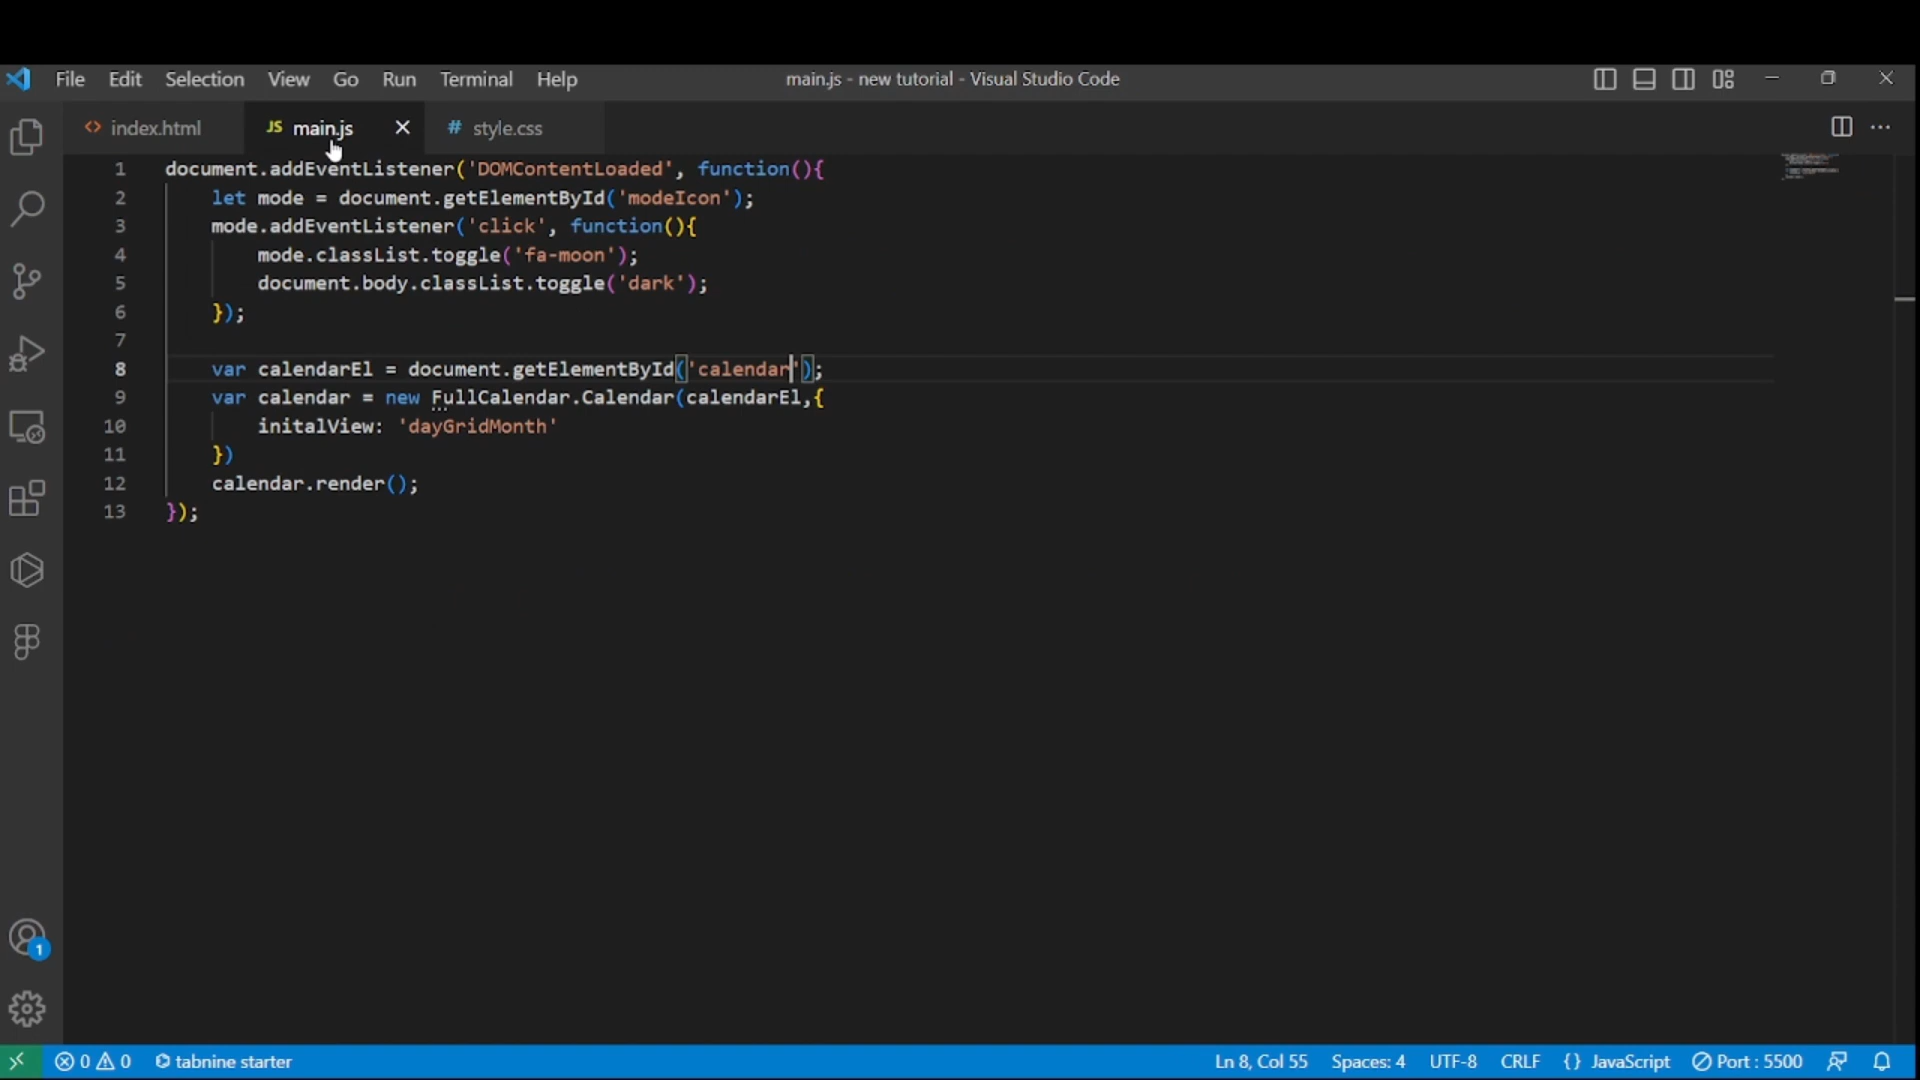 File Edit Selection View Go Run Terminal Help main.js - new tutorial - Visual Studio Code
index.html JS main.js # style.css
1 document.addEventListener('DOMContentLoaded', function(){
2 let mode = document.getElementById('modeIcon');
3 mode.addEventListener('click', function(){
4 mode.classList.toggle('fa-moon');
5 document.body.classList.toggle('dark');
6 });
7
8 var calendarEl = document.getElementById('calendar');
9 var calendar = new FullCalendar.Calendar(calendarEl,{
10 initalView: 'dayGridMonth'
11 })
12 calendar.render();
13 });
1
0 0 tabnine starter Ln 8, Col 55 Spaces: 4 UTF-8 CRLF {} JavaScript Port : 5500